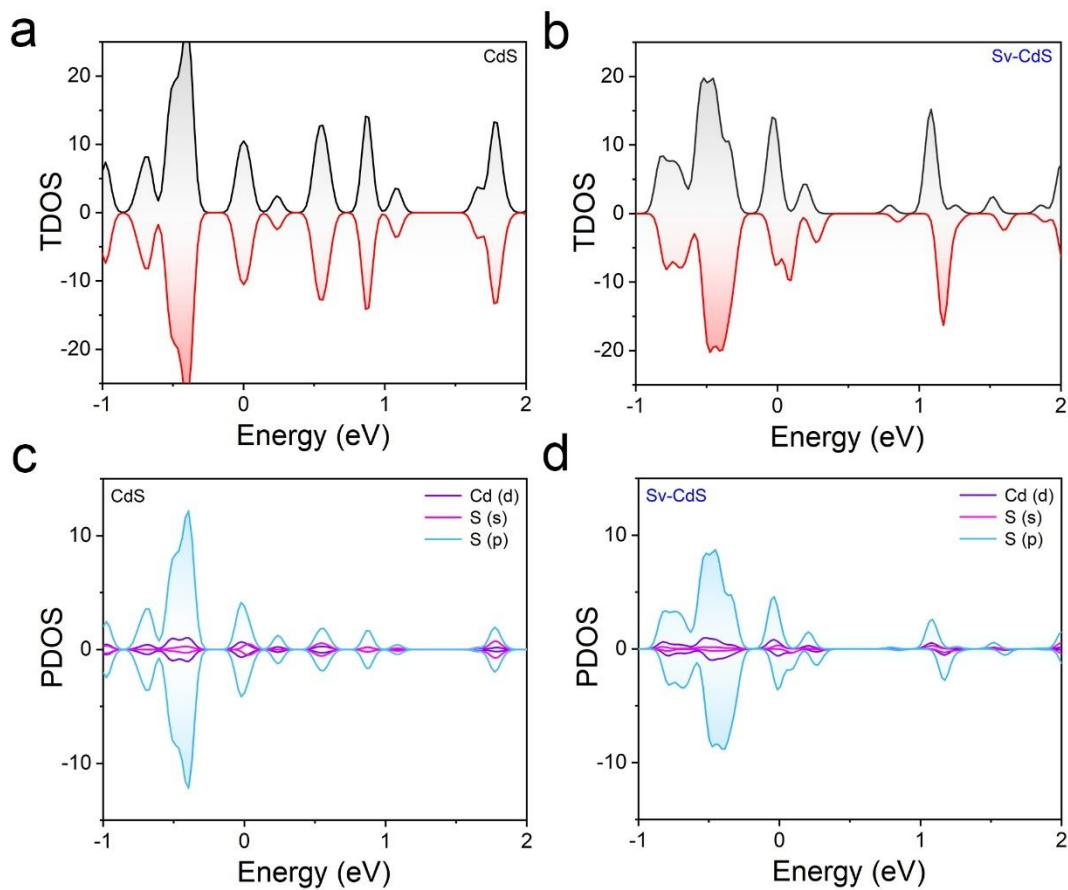 a
CdS
TDOS
20
10
0
-10
-20
-1
0
1
2
Energy (eV)
b
Sv-CdS
TDOS
20
10
0
-10
-20
-1
0
1
2
Energy (eV)
c
CdS
Cd (d)
S (s)
S (p)
PDOS
10
0
-10
-1
0
1
2
Energy (eV)
d
Sv-CdS
Cd (d)
S (s)
S (p)
PDOS
10
0
-10
-1
0
1
2
Energy (eV)